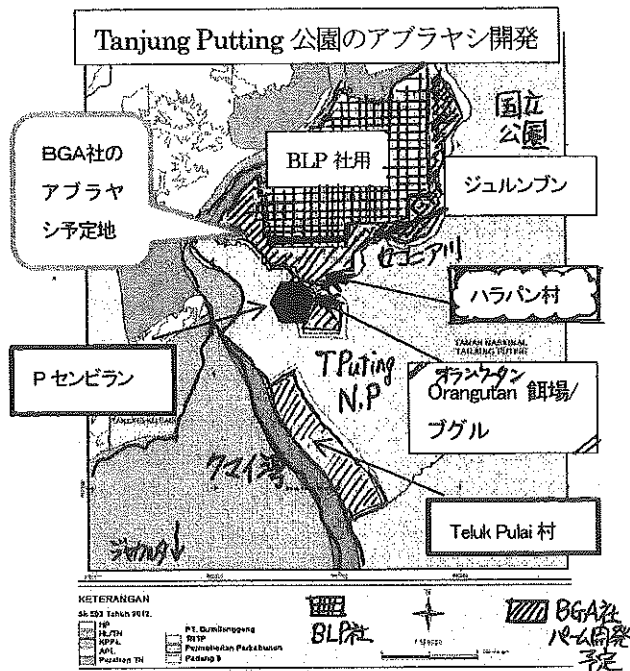 Tanjung Putting 公園のアブラヤシ開発
国立
公園
BGA社の
アブラヤ
シ予定地
BLP 社用
ジュルンブン
セコニア川
ハラパン村
TAMAN NASIONAL
TANJUNG PUTING
P センビラン
T Puting
N.P
オランウータン
Orangutan 餌場/
ブグル
クマイ湾
Teluk Pulai 村
ジャカルタ↓
KETERANGAN
HP
APL
BLP社
BGA社
パーム開発
予定